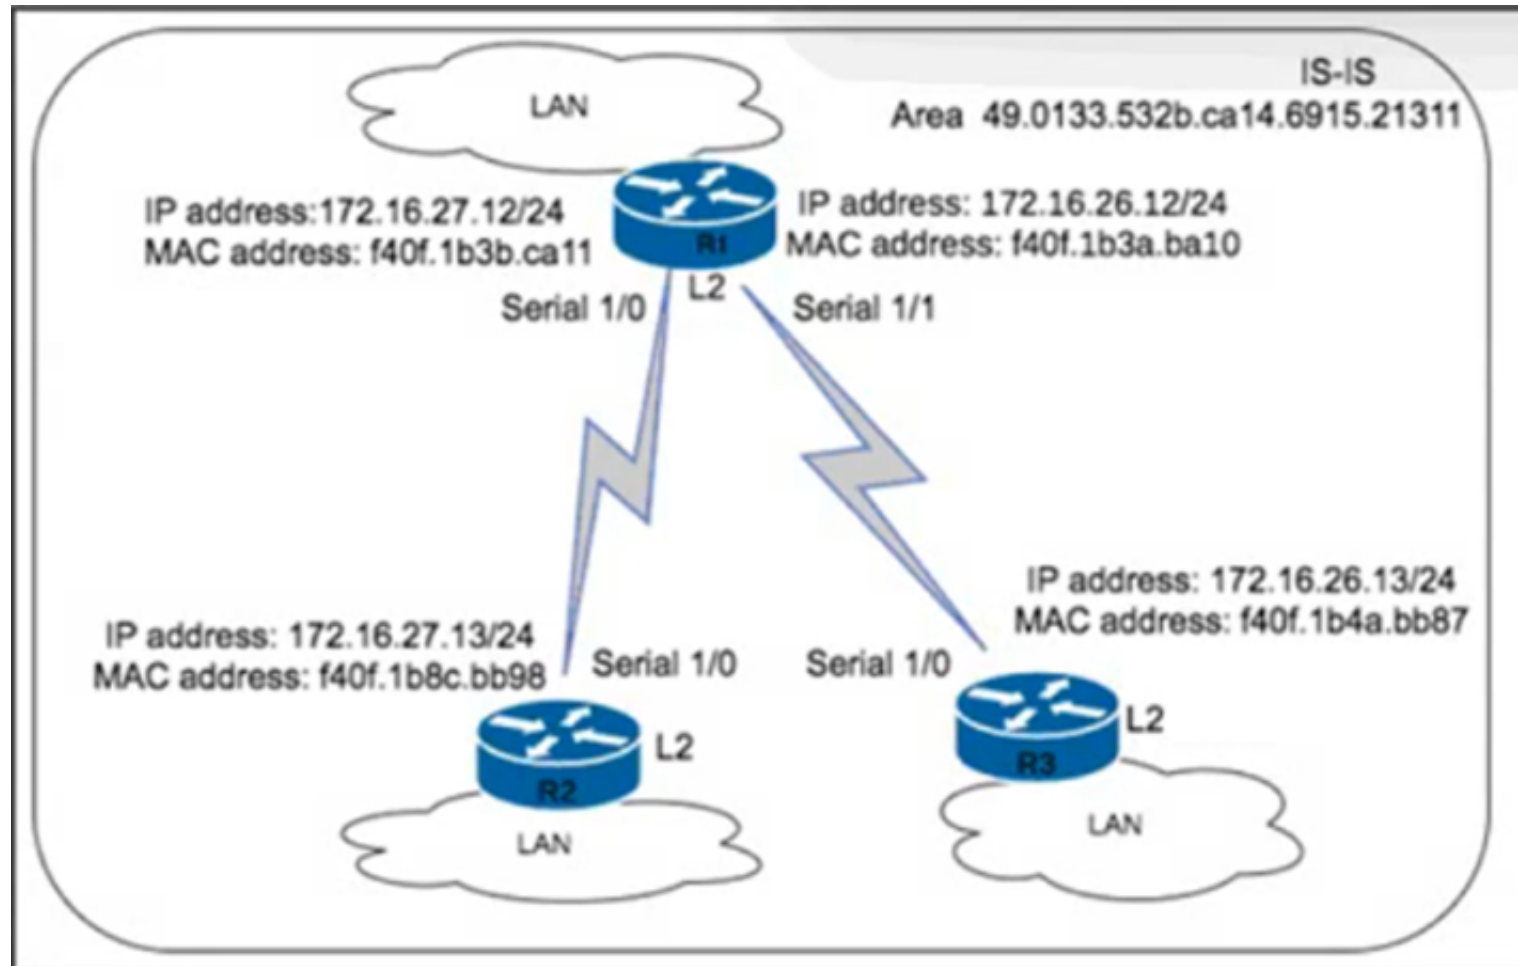 LAN
IS-IS
Area 49.0133.532b.ca14.6915.21311
IP address:172.16.27.12/24
MAC address: f40f.1b3b.ca11
IP address: 172.16.26.12/24
MAC address: f40f.1b3a.ba10
R1
L2
Serial 1/0
Serial 1/1
IP address: 172.16.27.13/24
MAC address: f40f.1b8c.bb98
Serial 1/0
R2
L2
LAN
IP address: 172.16.26.13/24
MAC address: f40f.1b4a.bb87
Serial 1/0
R3
L2
LAN